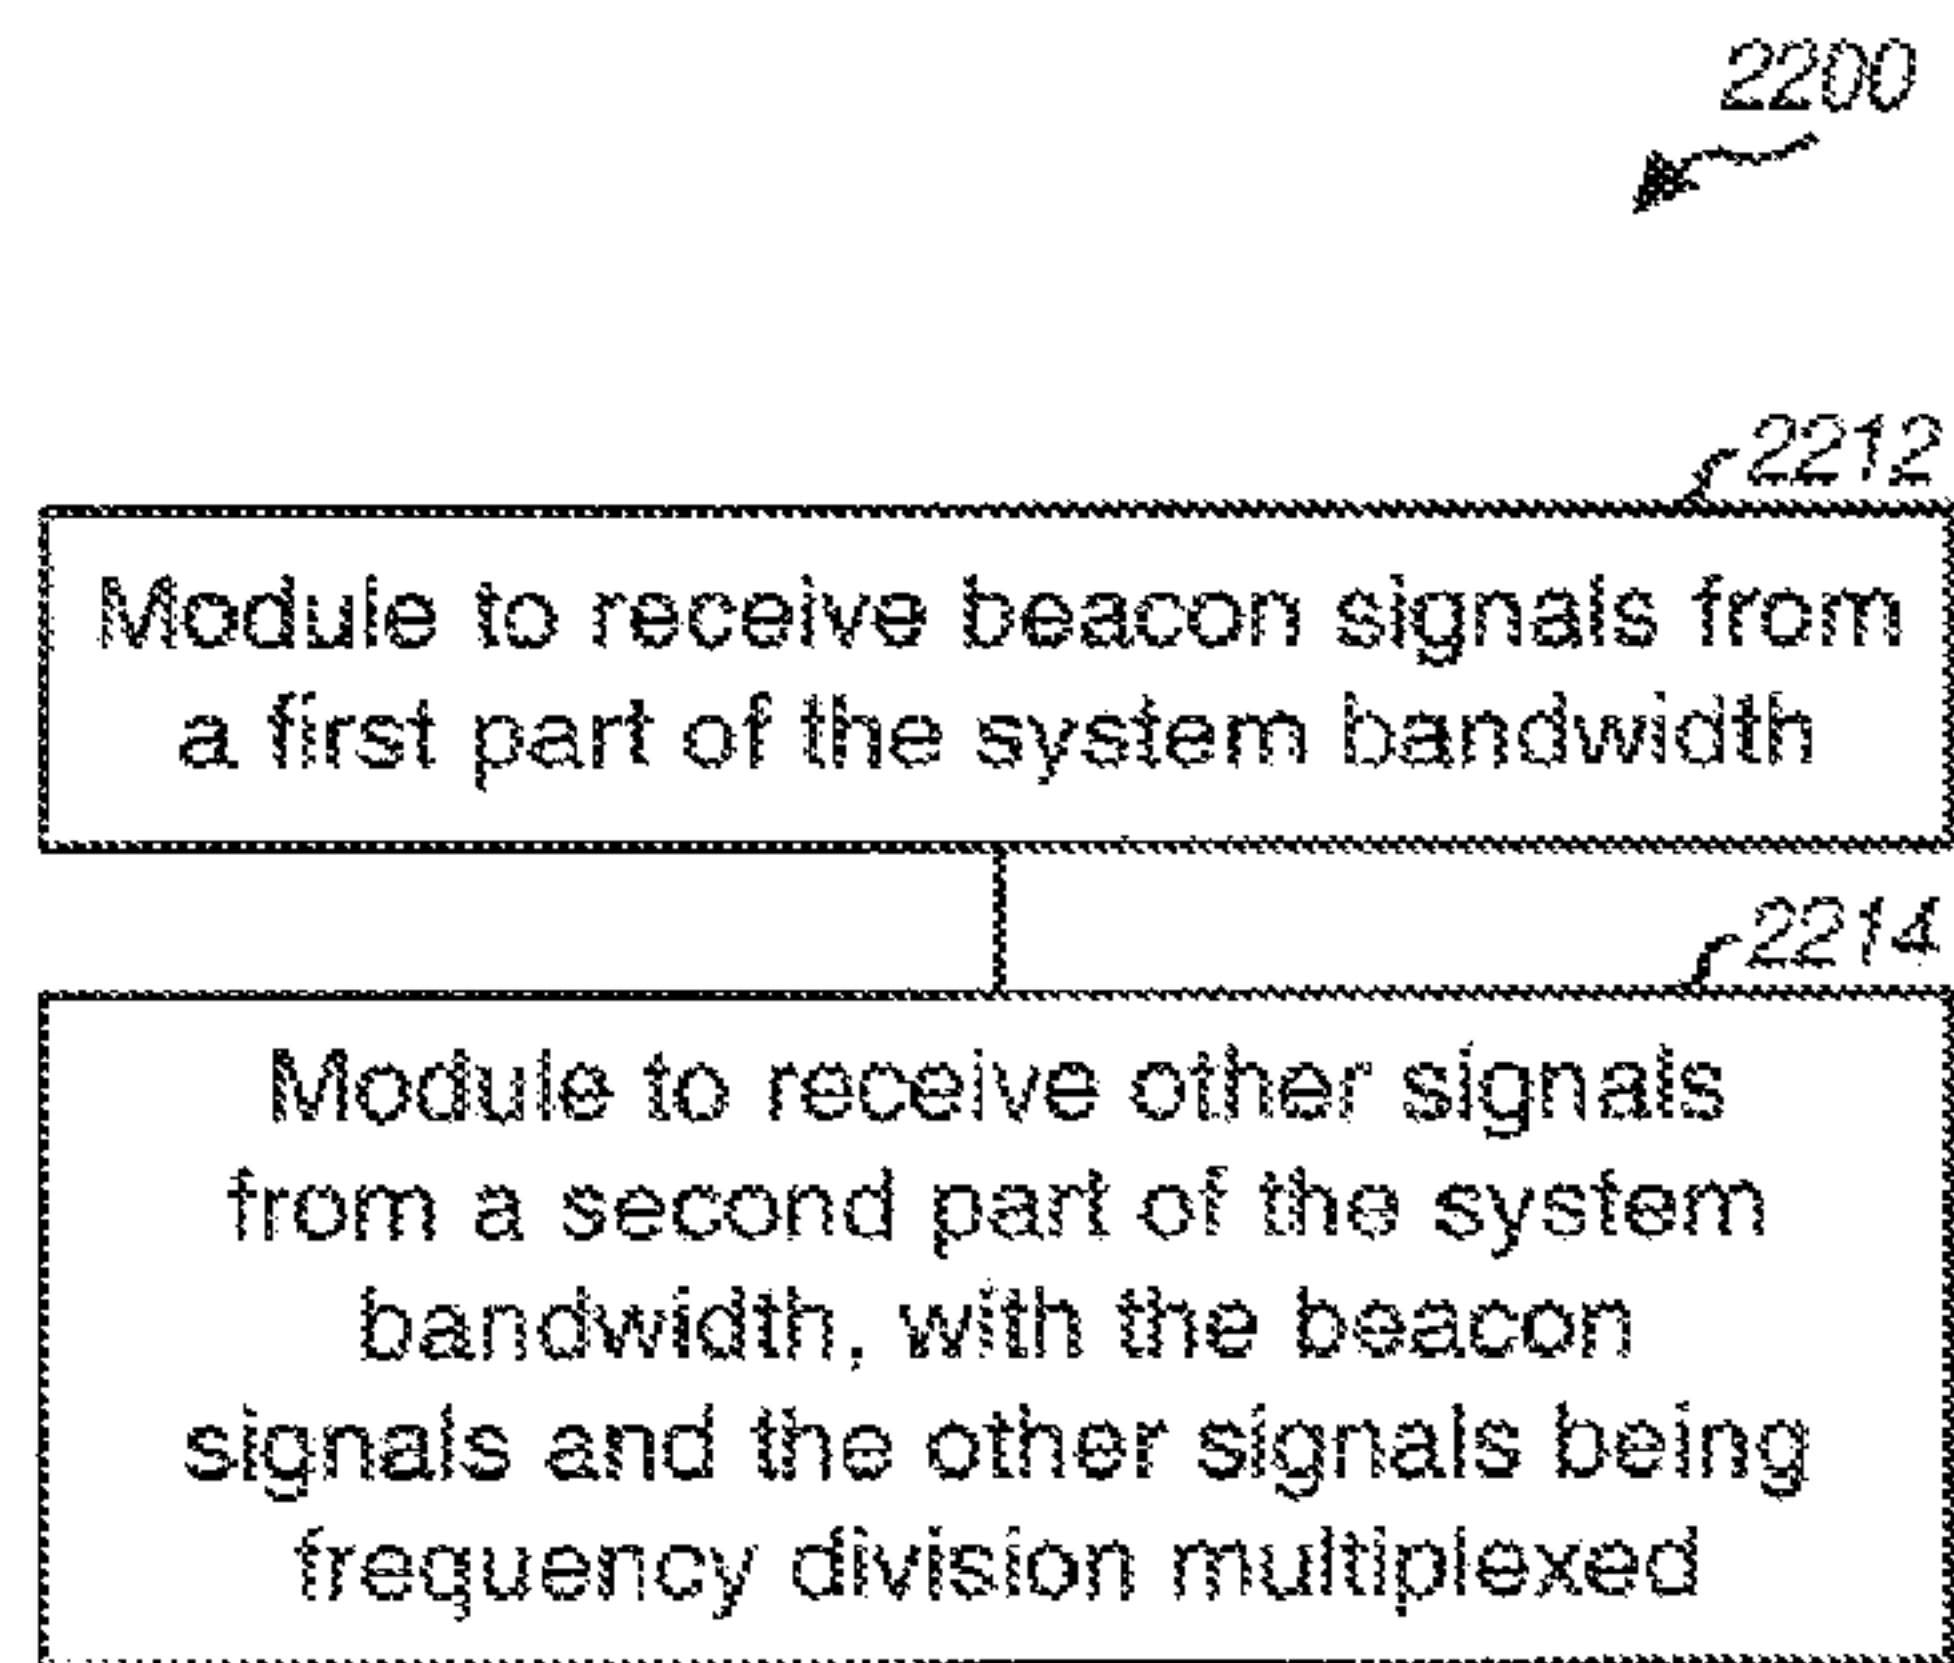 2200
2212
Module to receive beacon signals from
a first part of the system bandwidth
2214
Module to receive other signals
from a second part of the system
bandwidth, with the beacon
signals and the other signals being
frequency division multiplexed